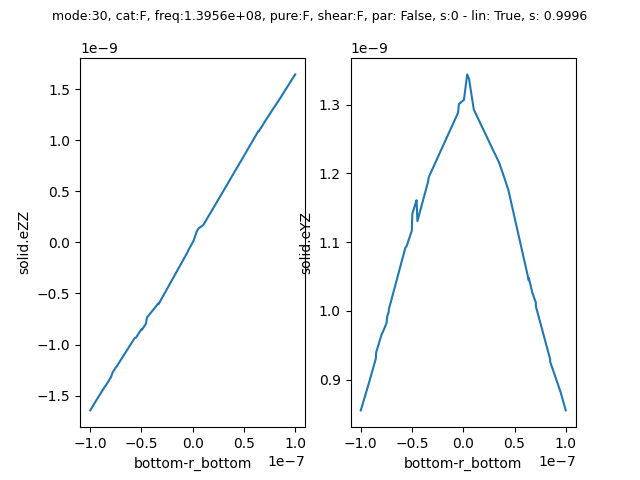 mode:30, cat:F, freq:1.3956e+08, pure:F, shear:F, par: False, s:0 - lin: True, s: 0.9996
1e−9
1.5
1.0
0.5
0.0
−0.5
−1.0
−1.5
solid.eZZ
−1.0 −0.5 0.0 0.5 1.0
bottom-r_bottom 1e−7
1e−9
1.3
1.2
1.1
1.0
0.9
solid.eYZ
−1.0 −0.5 0.0 0.5 1.0
bottom-r_bottom 1e−7